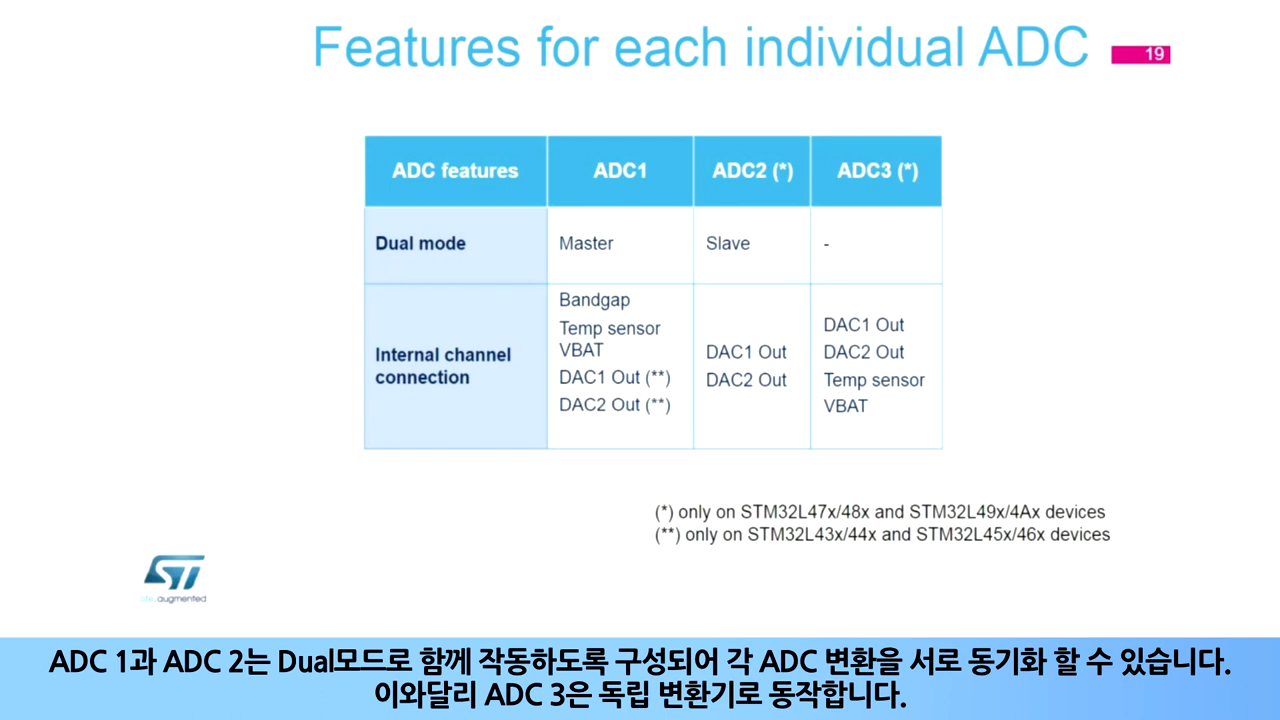 Features for each individual ADC
19
ADC features
ADC1
ADC2 (*)
ADC3 (*)
Dual mode
Master
Slave
-
Internal channel
connection
Bandgap
Temp sensor
VBAT
DAC1 Out (**)
DAC2 Out (**)
DAC1 Out
DAC2 Out
DAC1 Out
DAC2 Out
Temp sensor
VBAT
(*) only on STM32L47x/48x and STM32L49x/4Ax devices
(**) only on STM32L43x/44x and STM32L45x/46x devices
ST
life.augmented
ADC 1과 ADC 2는 Dual모드로 함께 작동하도록 구성되어 각 ADC 변환을 서로 동기화 할 수 있습니다.
이와달리 ADC 3은 독립 변환기로 동작합니다.